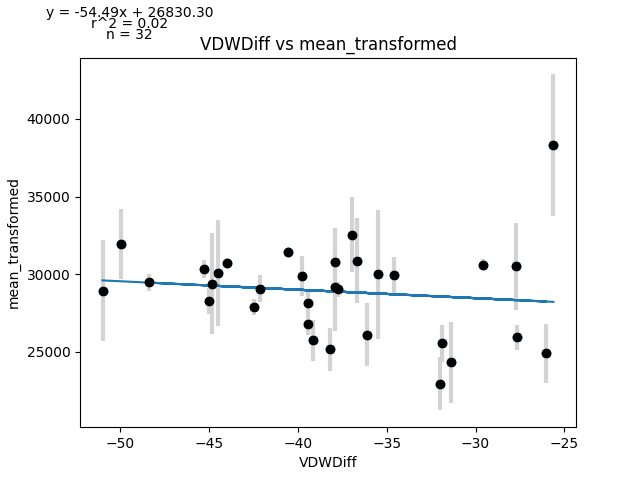 y = -54.49x + 26830.30
r^2 = 0.02
n = 32
VDWDiff vs mean_transformed
mean_transformed
40000
35000
30000
25000
−50
−45
−40
−35
−30
−25
VDWDiff